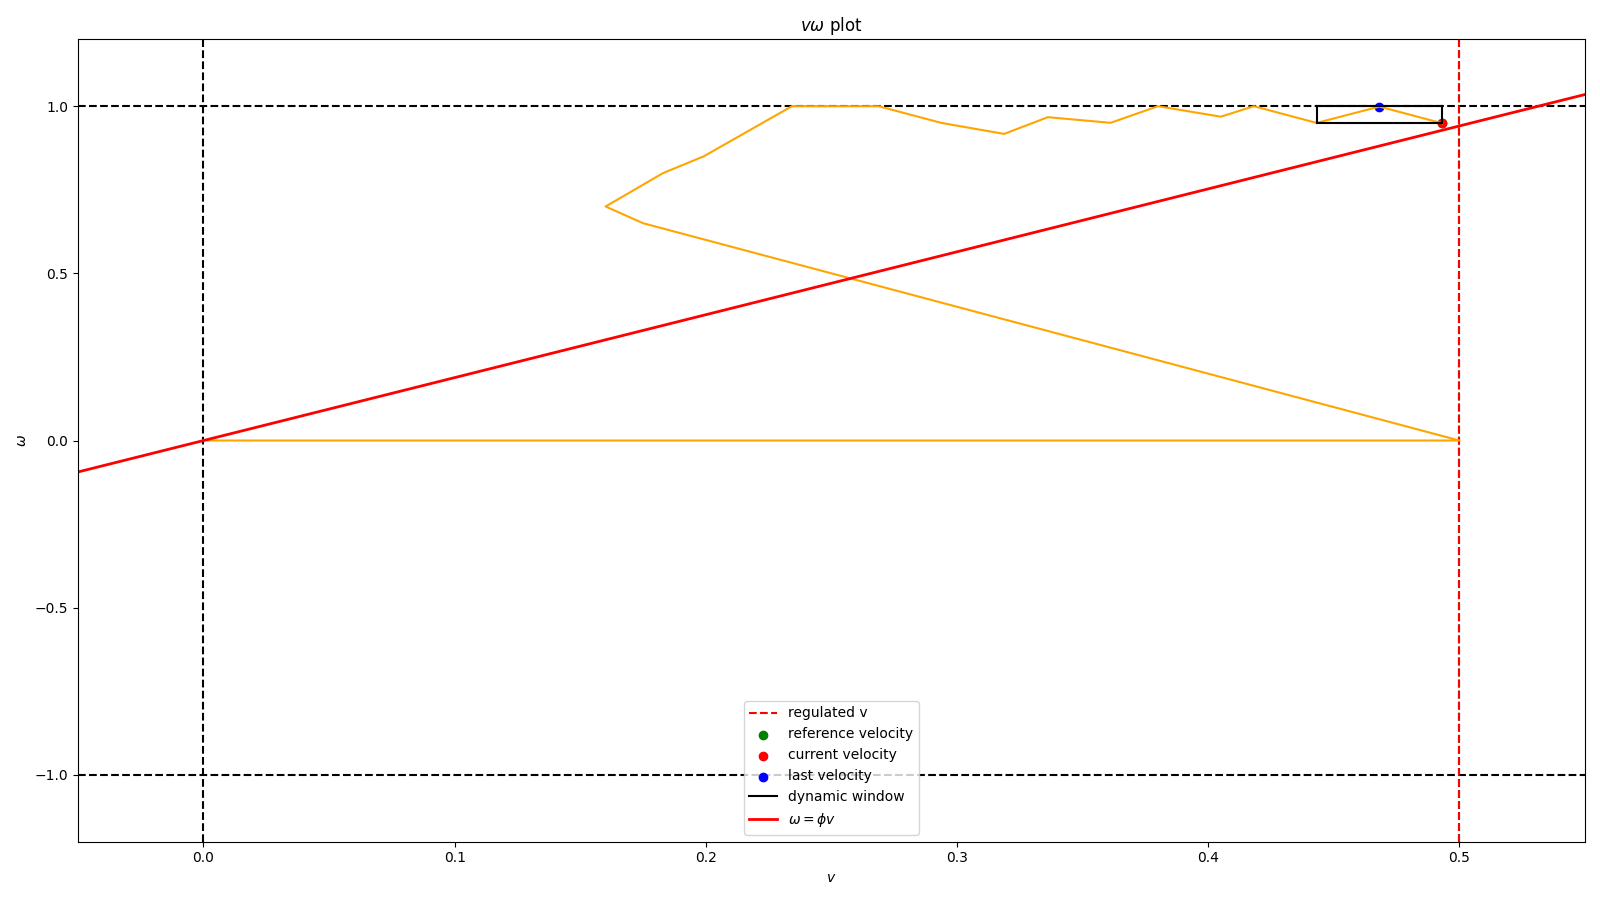 vω plot
1.0
0.5
0.0
−0.5
−1.0
ω
regulated v
reference velocity
current velocity
last velocity
dynamic window
ω = ϕv
0.0 0.1 0.2 0.3 0.4 0.5
v